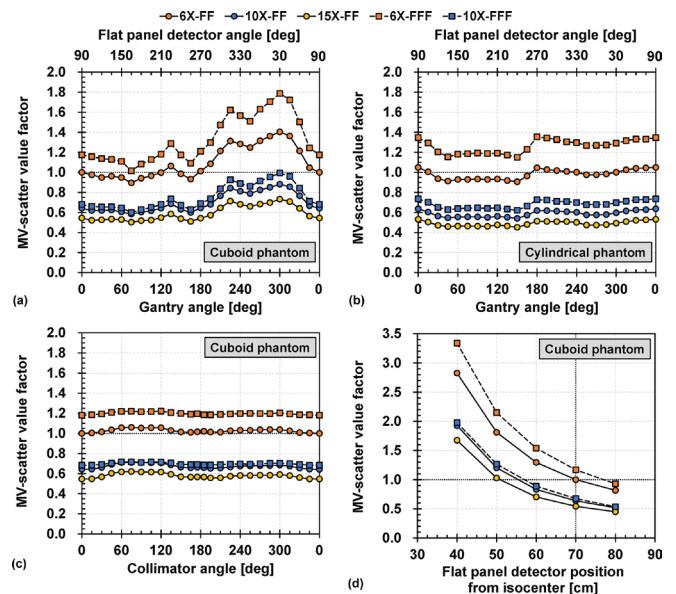 6X-FF 10X-FF 15X-FF 6X-FFF 10X-FFF
Flat panel detector angle [deg]
90 150 210 270 330 30 90
2.0
1.8
1.6
1.4
1.2
1.0
0.8
0.6
0.4
0.2
0.0
MV-scatter value factor
Cuboid phantom
0 60 120 180 240 300 0
(a)
Gantry angle [deg]
Flat panel detector angle [deg]
90 150 210 270 330 30 90
2.0
1.8
1.6
1.4
1.2
1.0
0.8
0.6
0.4
0.2
0.0
MV-scatter value factor
Cylindrical phantom
0 60 120 180 240 300 0
(b)
Gantry angle [deg]
2.0
1.8
1.6
1.4
1.2
1.0
0.8
0.6
0.4
0.2
0.0
MV-scatter value factor
Cuboid phantom
0 60 120 180 240 300 0
(c)
Collimator angle [deg]
3.5
3.0
2.5
2.0
1.5
1.0
0.5
0.0
MV-scatter value factor
Cuboid phantom
30 40 50 60 70 80 90
(d)
Flat panel detector position
from isocenter [cm]